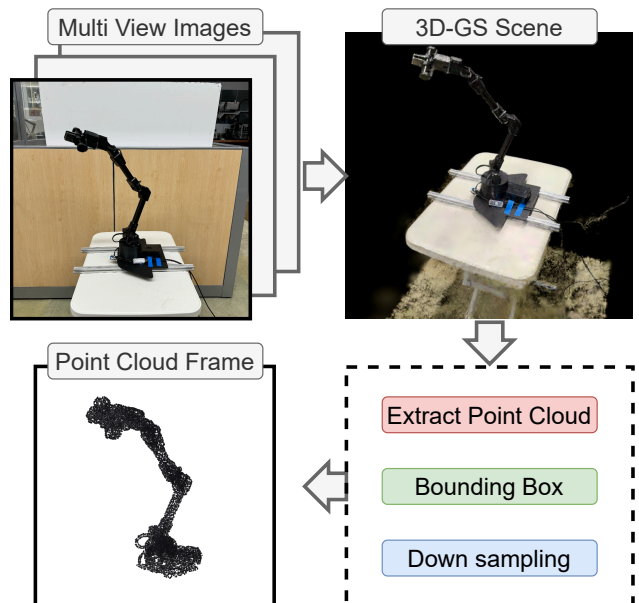 Multi View Images
3D-GS Scene
Extract Point Cloud
Bounding Box
Down sampling
Point Cloud Frame